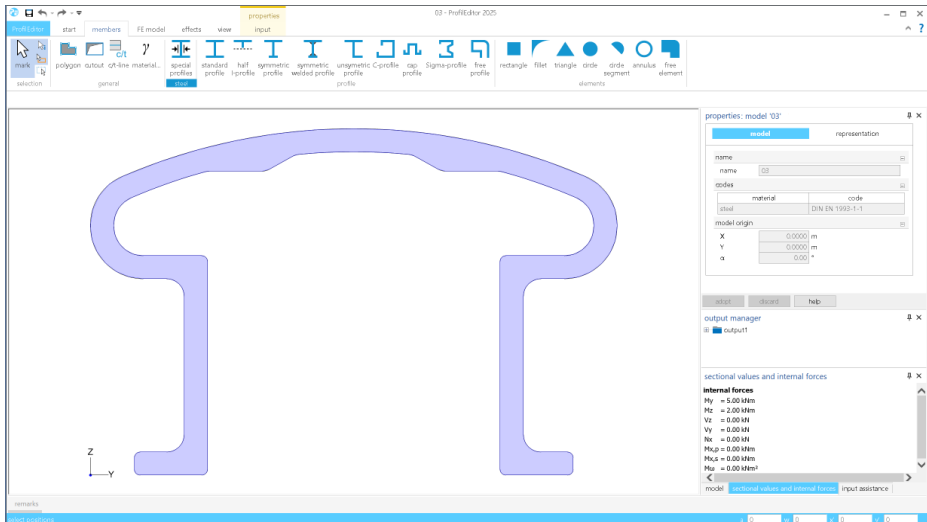 properties
03 - ProfilEditor 2025
ProfilEditor start members FE model effects view input
mark
polygon cutout c/t-line material...
c/t
special profiles
standard profile
half I-profile
symmetric profile
symmetric welded profile
unsymetric profile
C-profile
cap profile
Sigma-profile
free profile
rectangle fillet triangle circle
circle segment
annulus
free element
selection general steel profile elements
properties: model '03'
model representation
name
name 03
codes
material code
steel DIN EN 1993-1-1
model origin
X 0.0000 m
Y 0.0000 m
α 0.00 °
adopt discard help
output manager
output1
sectional values and internal forces
internal forces
My = 5.00 kNm
Mz = 2.00 kNm
Vz = 0.00 kN
Vy = 0.00 kN
Nx = 0.00 kN
Mx,p = 0.00 kNm
Mx,s = 0.00 kNm
Mω = 0.00 kNm²
model sectional values and internal forces input assistance
Z
Y
remarks
select positions
0 0 0 0